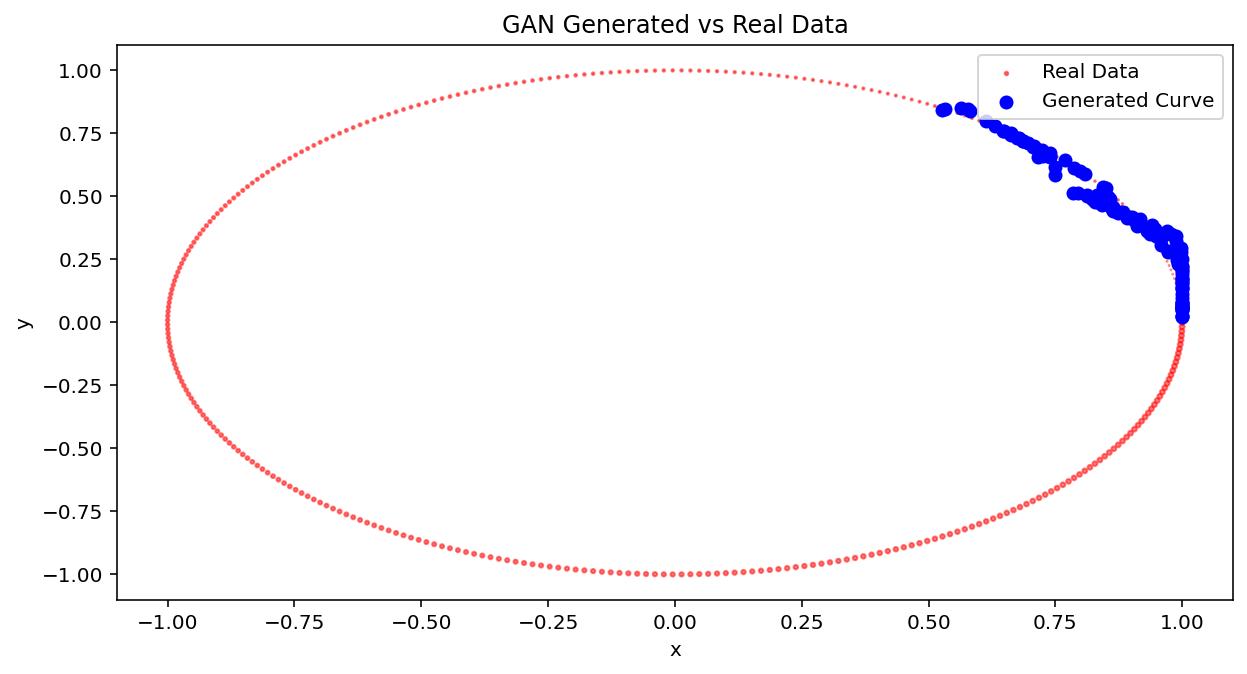 GAN Generated vs Real Data
Real Data
Generated Curve
1.00
0.75
0.50
0.25
0.00
−0.25
−0.50
−0.75
−1.00
y
−1.00 −0.75 −0.50 −0.25 0.00 0.25 0.50 0.75 1.00
x